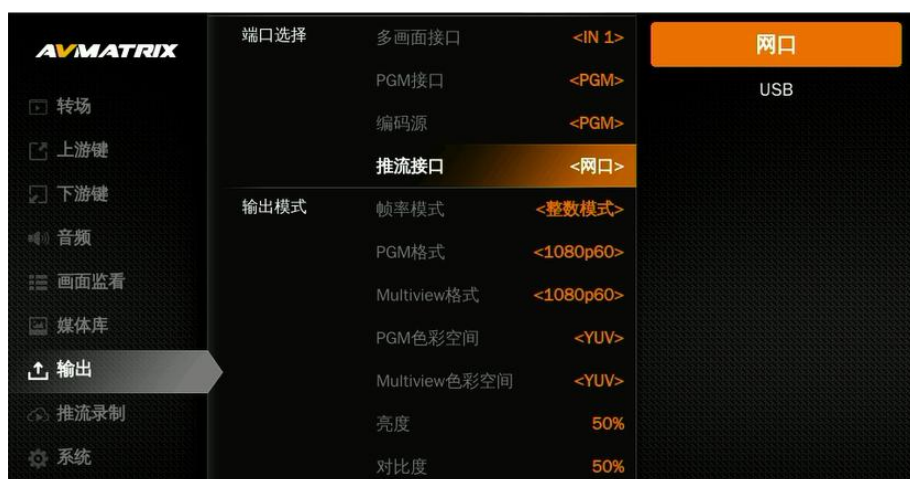 AVMATRIX
转场
上游键
下游键
音频
画面监看
媒体库
输出
推流录制
系统
端口选择
多画面接口 <IN 1>
PGM接口 <PGM>
编码源 <PGM>
推流接口 <网口>
输出模式
帧率模式 <整数模式>
PGM格式 <1080p60>
Multiview格式 <1080p60>
PGM色彩空间 <YUV>
Multiview色彩空间 <YUV>
亮度 50%
对比度 50%
网口
USB